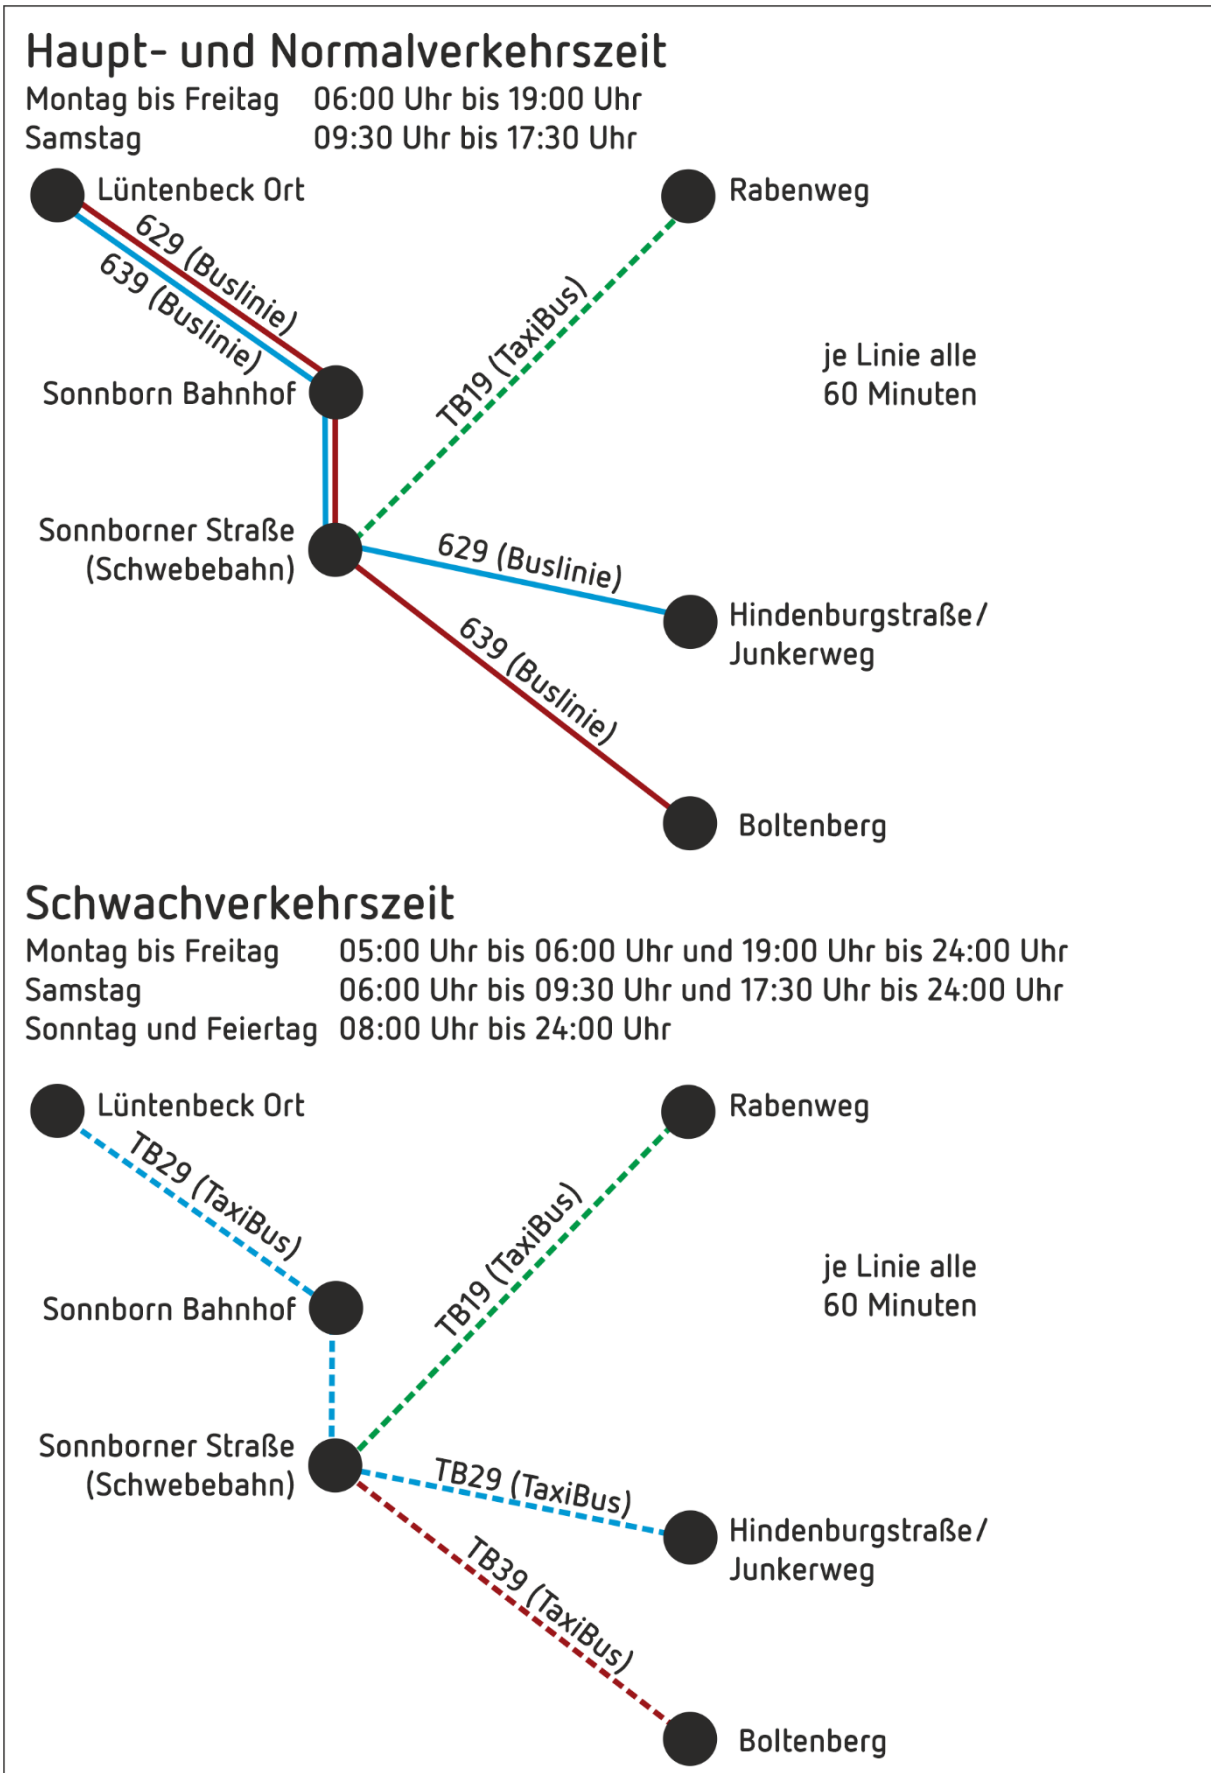 Haupt- und Normalverkehrszeit
Montag bis Freitag 06:00 Uhr bis 19:00 Uhr
Samstag 09:30 Uhr bis 17:30 Uhr
Lüntenbeck Ort
Rabenweg
629 (Buslinie)
639 (Buslinie)
TB19 (TaxiBus)
je Linie alle
60 Minuten
Sonnborn Bahnhof
Sonnborner Straße
(Schwebebahn)
629 (Buslinie)
Hindenburgstraße/
Junkerweg
639 (Buslinie)
Boltenberg
Schwachverkehrszeit
Montag bis Freitag 05:00 Uhr bis 06:00 Uhr und 19:00 Uhr bis 24:00 Uhr
Samstag 06:00 Uhr bis 09:30 Uhr und 17:30 Uhr bis 24:00 Uhr
Sonntag und Feiertag 08:00 Uhr bis 24:00 Uhr
Lüntenbeck Ort
Rabenweg
TB29 (TaxiBus)
TB19 (TaxiBus)
je Linie alle
60 Minuten
Sonnborn Bahnhof
Sonnborner Straße
(Schwebebahn)
TB29 (TaxiBus)
Hindenburgstraße/
Junkerweg
TB39 (TaxiBus)
Boltenberg